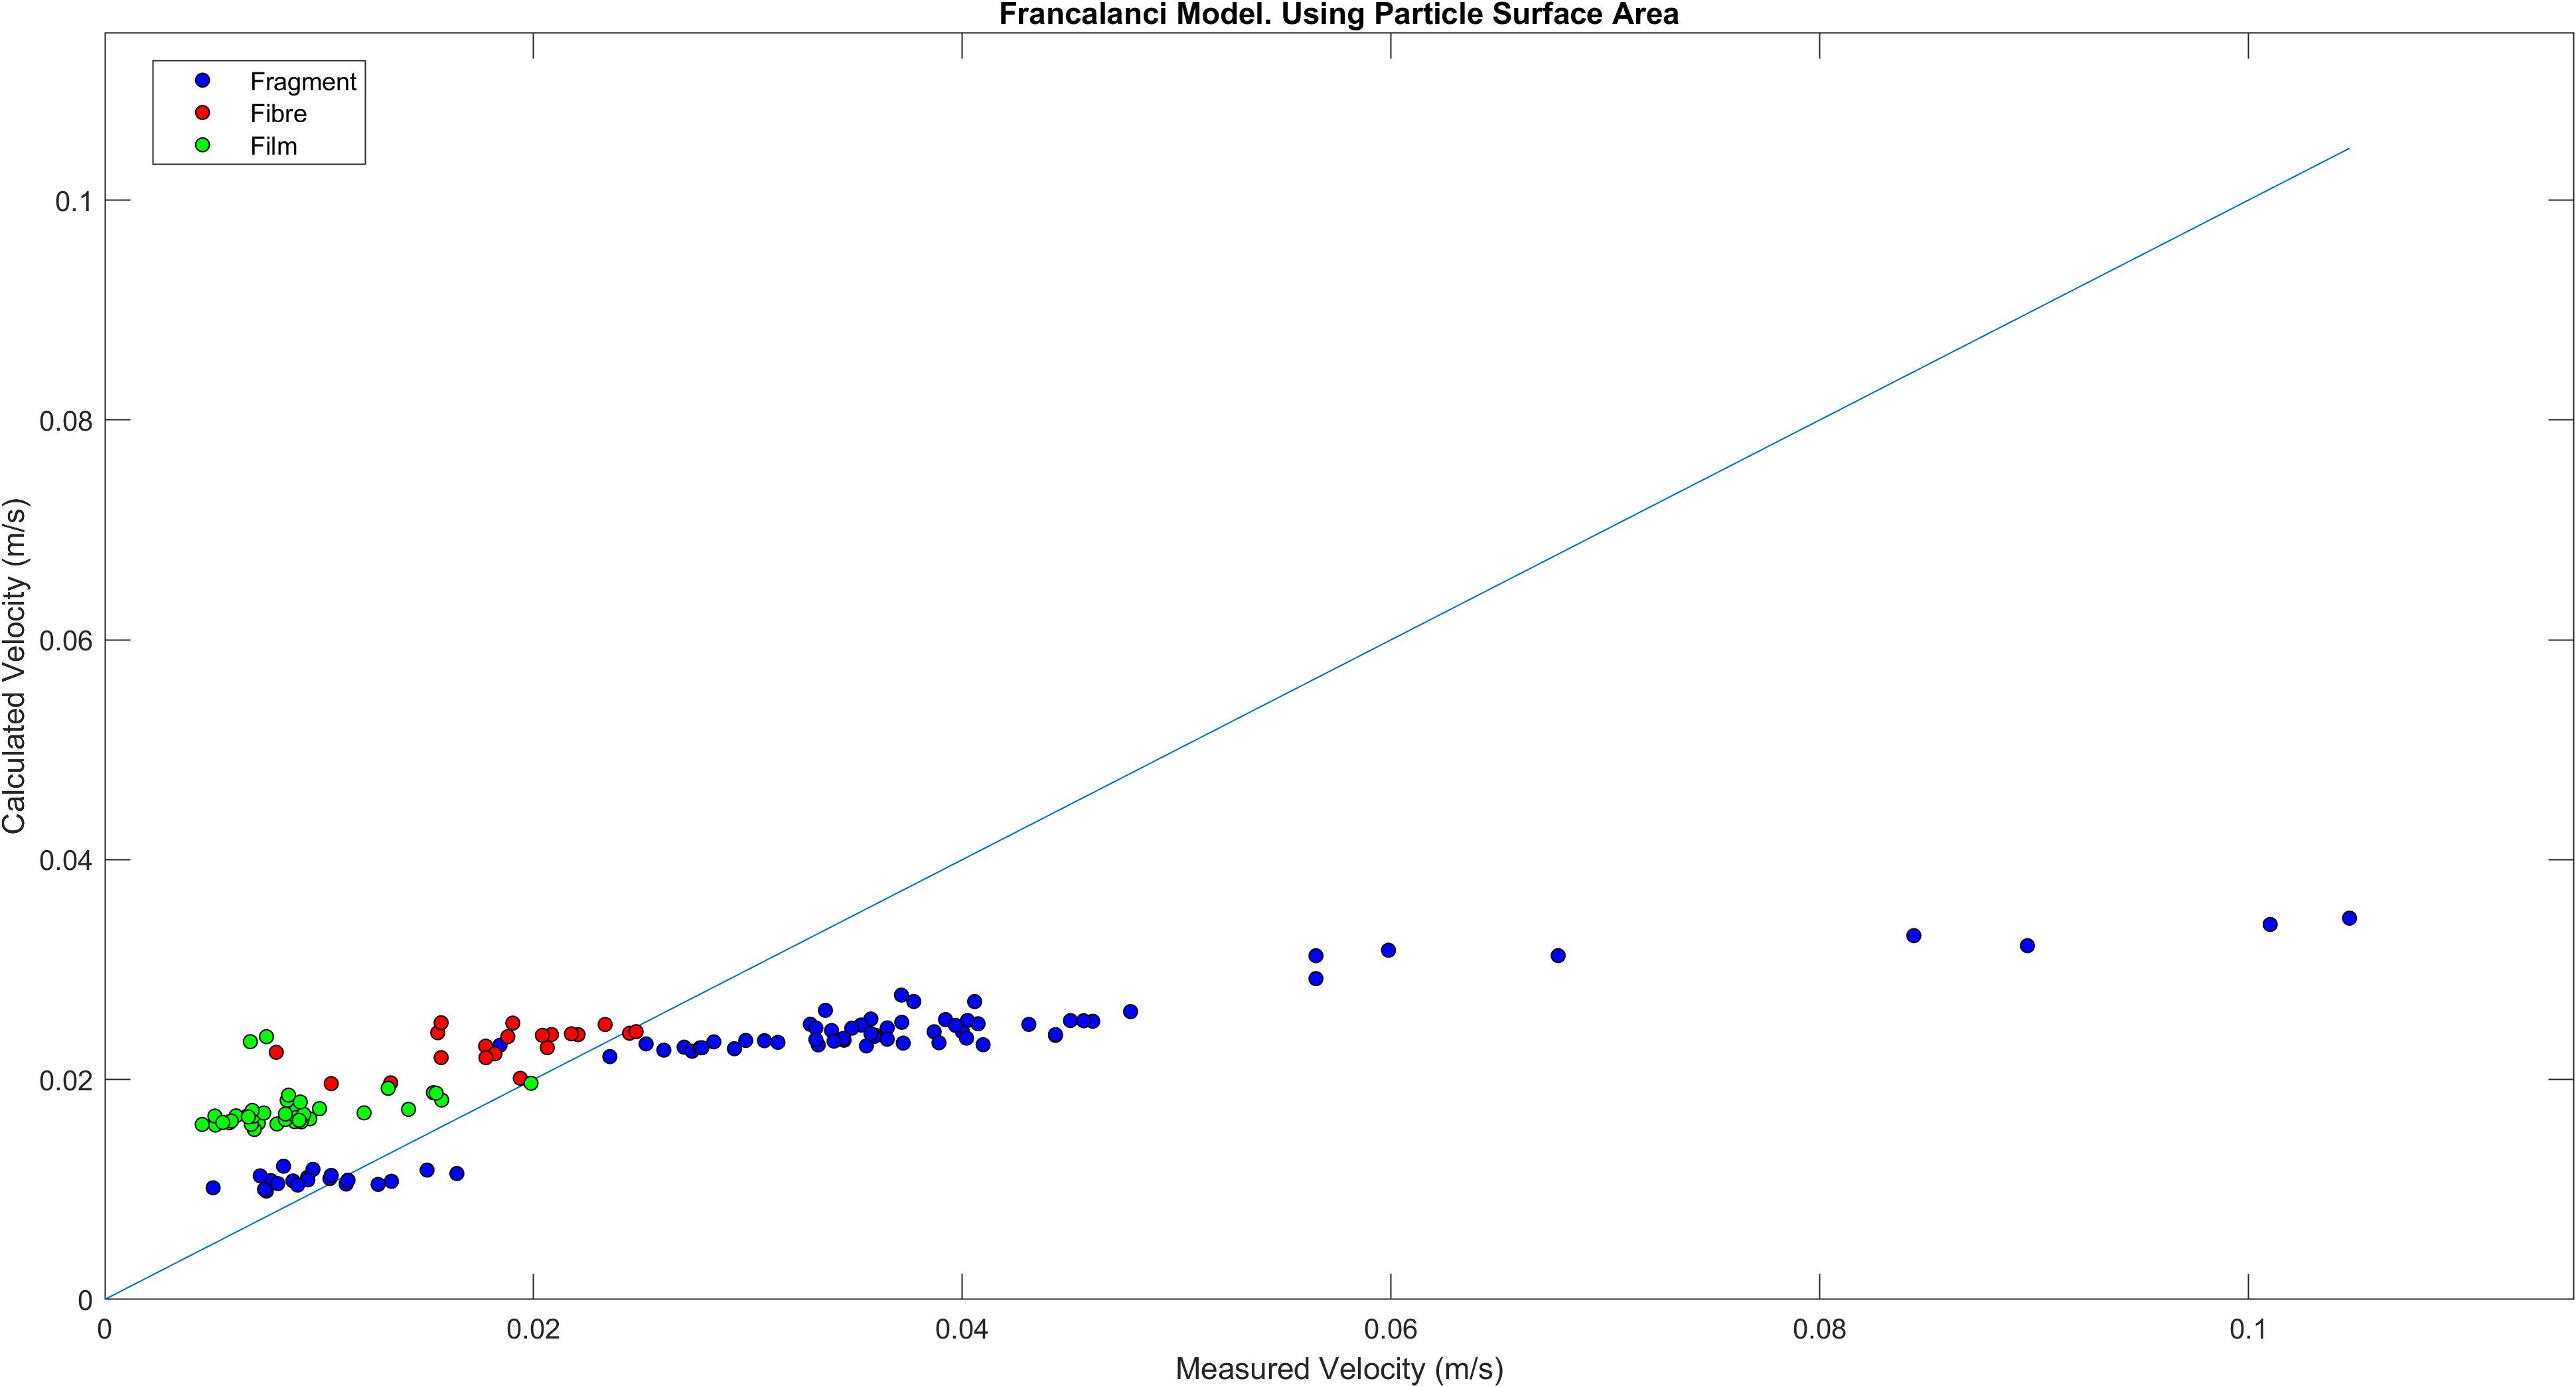 Francalanci Model. Using Particle Surface Area
Fragment
Fibre
Film
0.1
0.08
0.06
0.04
0.02
0
Calculated Velocity (m/s)
0 0.02 0.04 0.06 0.08 0.1
Measured Velocity (m/s)